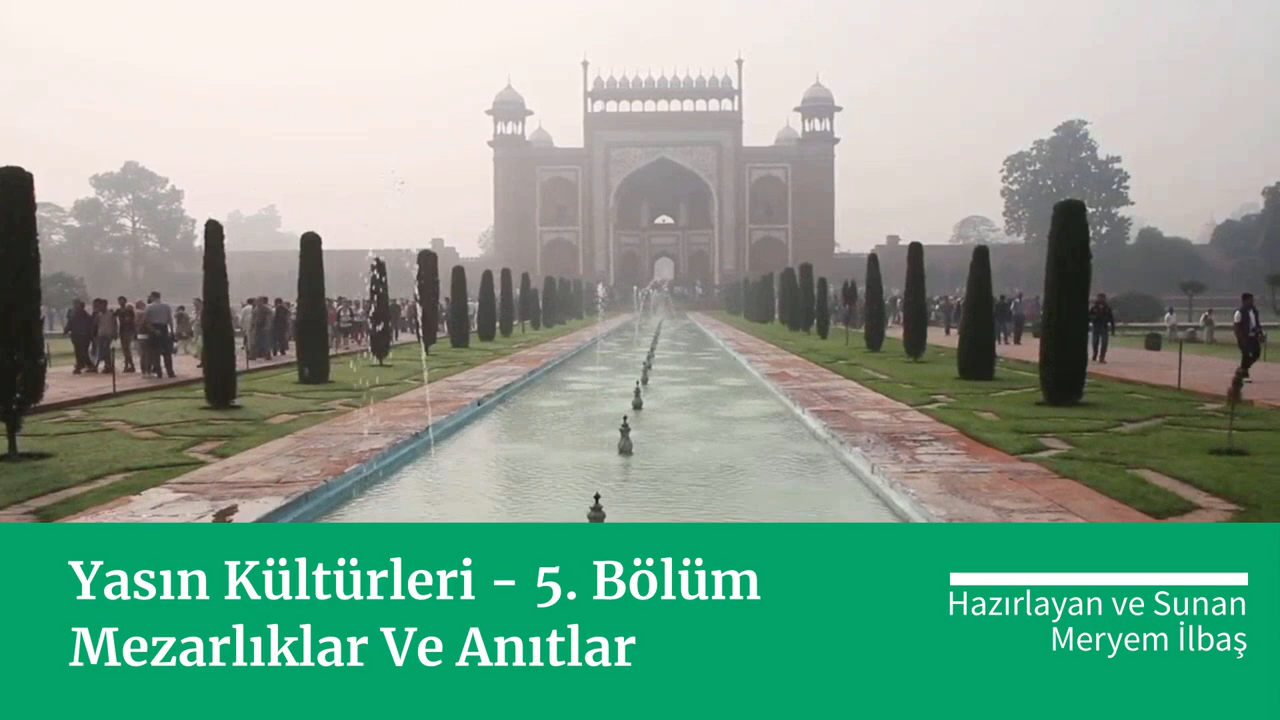 Yasın Kültürleri - 5. Bölüm
Mezarlıklar Ve Anıtlar
Hazırlayan ve Sunan
Meryem İlbaş